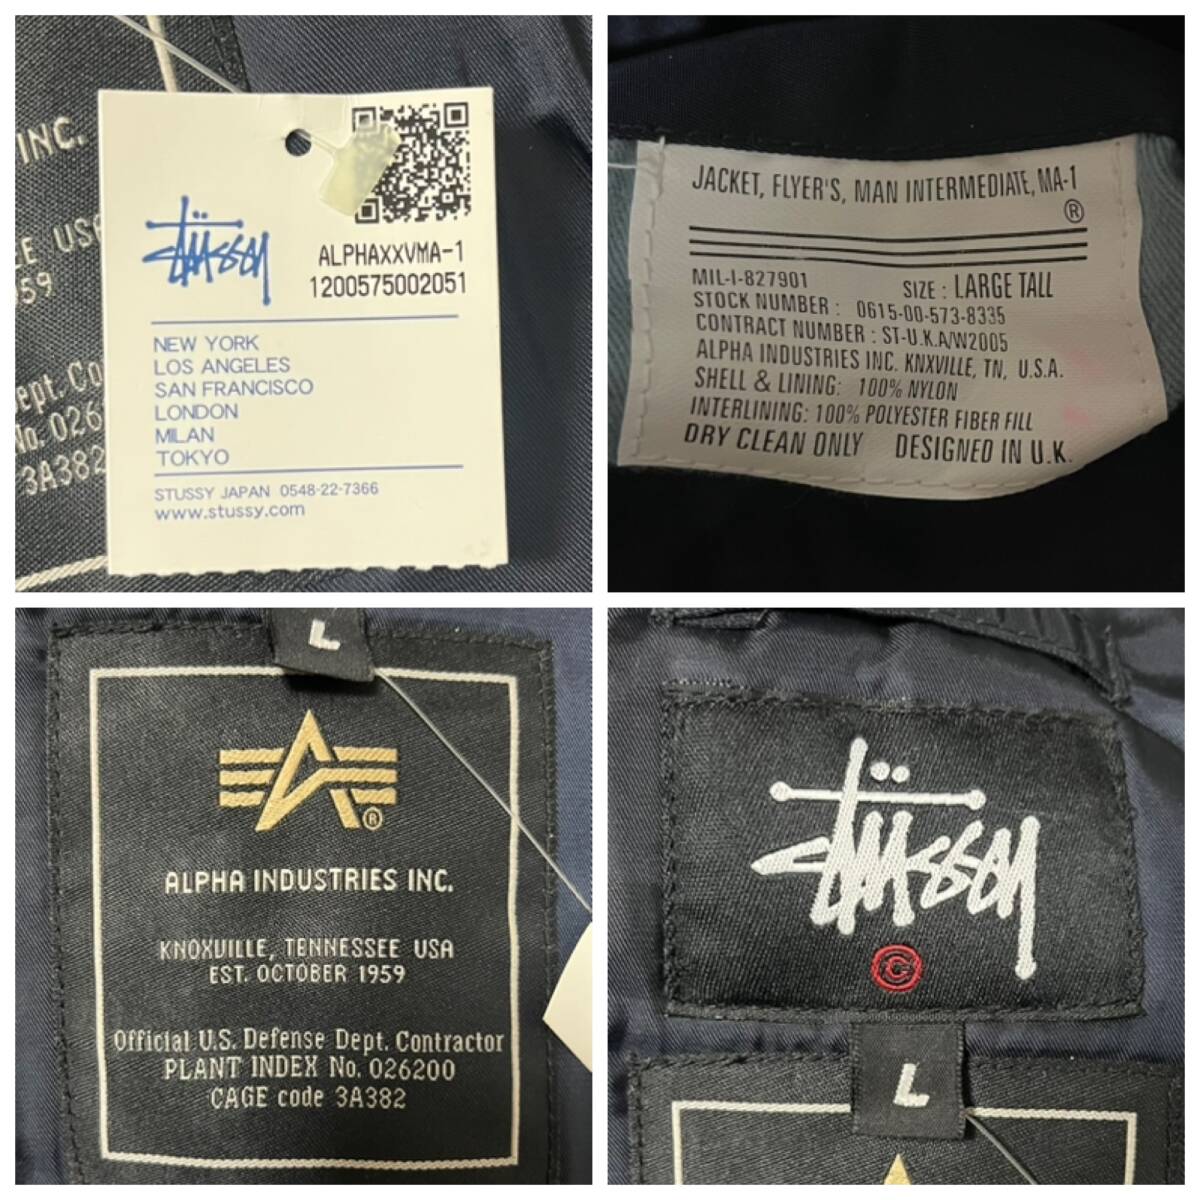 INC.
EE USA
959
Dept. Co
No. 026
3A382
STÜSSY
ALPHAXXVMA-1
1200575002051
NEW YORK
LOS ANGELES
SAN FRANCISCO
LONDON
MILAN
TOKYO
STUSSY JAPAN 0548-22-7366
www.stussy.com
JACKET, FLYER'S, MAN INTERMEDIATE, MA-1
®
MIL-I-827901 SIZE : LARGE TALL
STOCK NUMBER : 0615-00-573-8335
CONTRACT NUMBER : ST-U.K.A/W2005
ALPHA INDUSTRIES INC. KNXVILLE, TN, U.S.A.
SHELL & LINING: 100% NYLON
INTERLINING: 100% POLYESTER FIBER FILL
DRY CLEAN ONLY DESIGNED IN U.K.
L
®
ALPHA INDUSTRIES INC.
KNOXVILLE, TENNESSEE USA
EST. OCTOBER 1959
Official U.S. Defense Dept. Contractor
PLANT INDEX No. 026200
CAGE code 3A382
STÜSSY
©
L